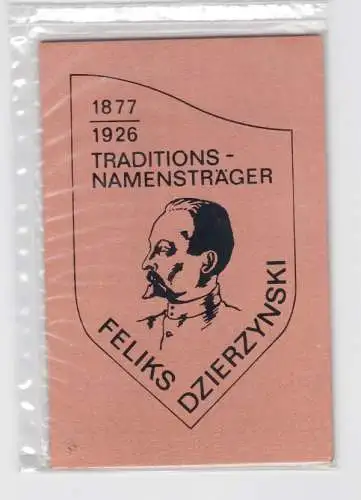 1877
1926
TRADITIONS-
NAMENSTRÄGER
FELIKS DZIERZYNSKI